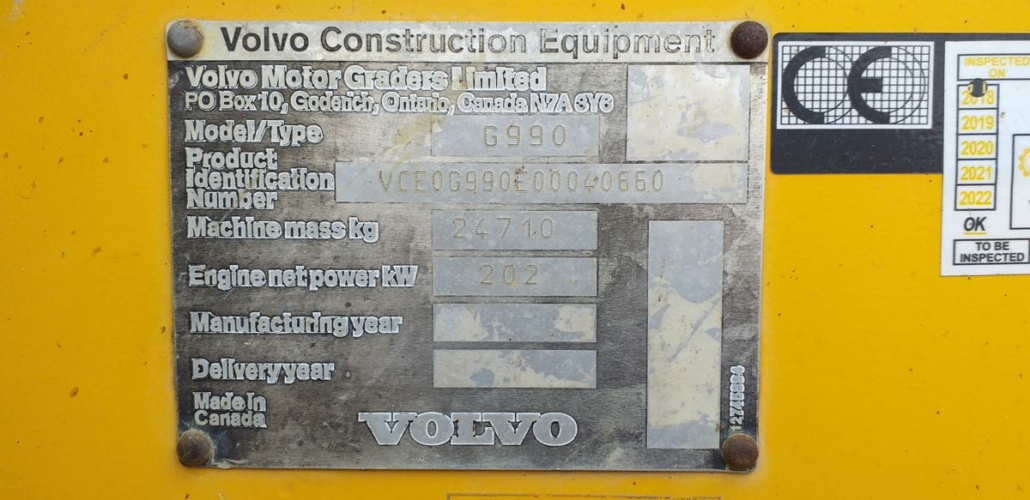 Volvo Construction Equipment
Volvo Motor Graders Limited
PO Box 10, Goderich, Ontario, Canada N7A 3Y6
Model/Type G990
Product
Identification
Number VCE0G990E00040660
Machine mass kg 24710
Engine net power kW 202
Manufacturing year
Delivery year
Made in
Canada
VOLVO
CE
INSPECTED
ON
2018
2019
2020
2021
2022
OK
TO BE
INSPECTED